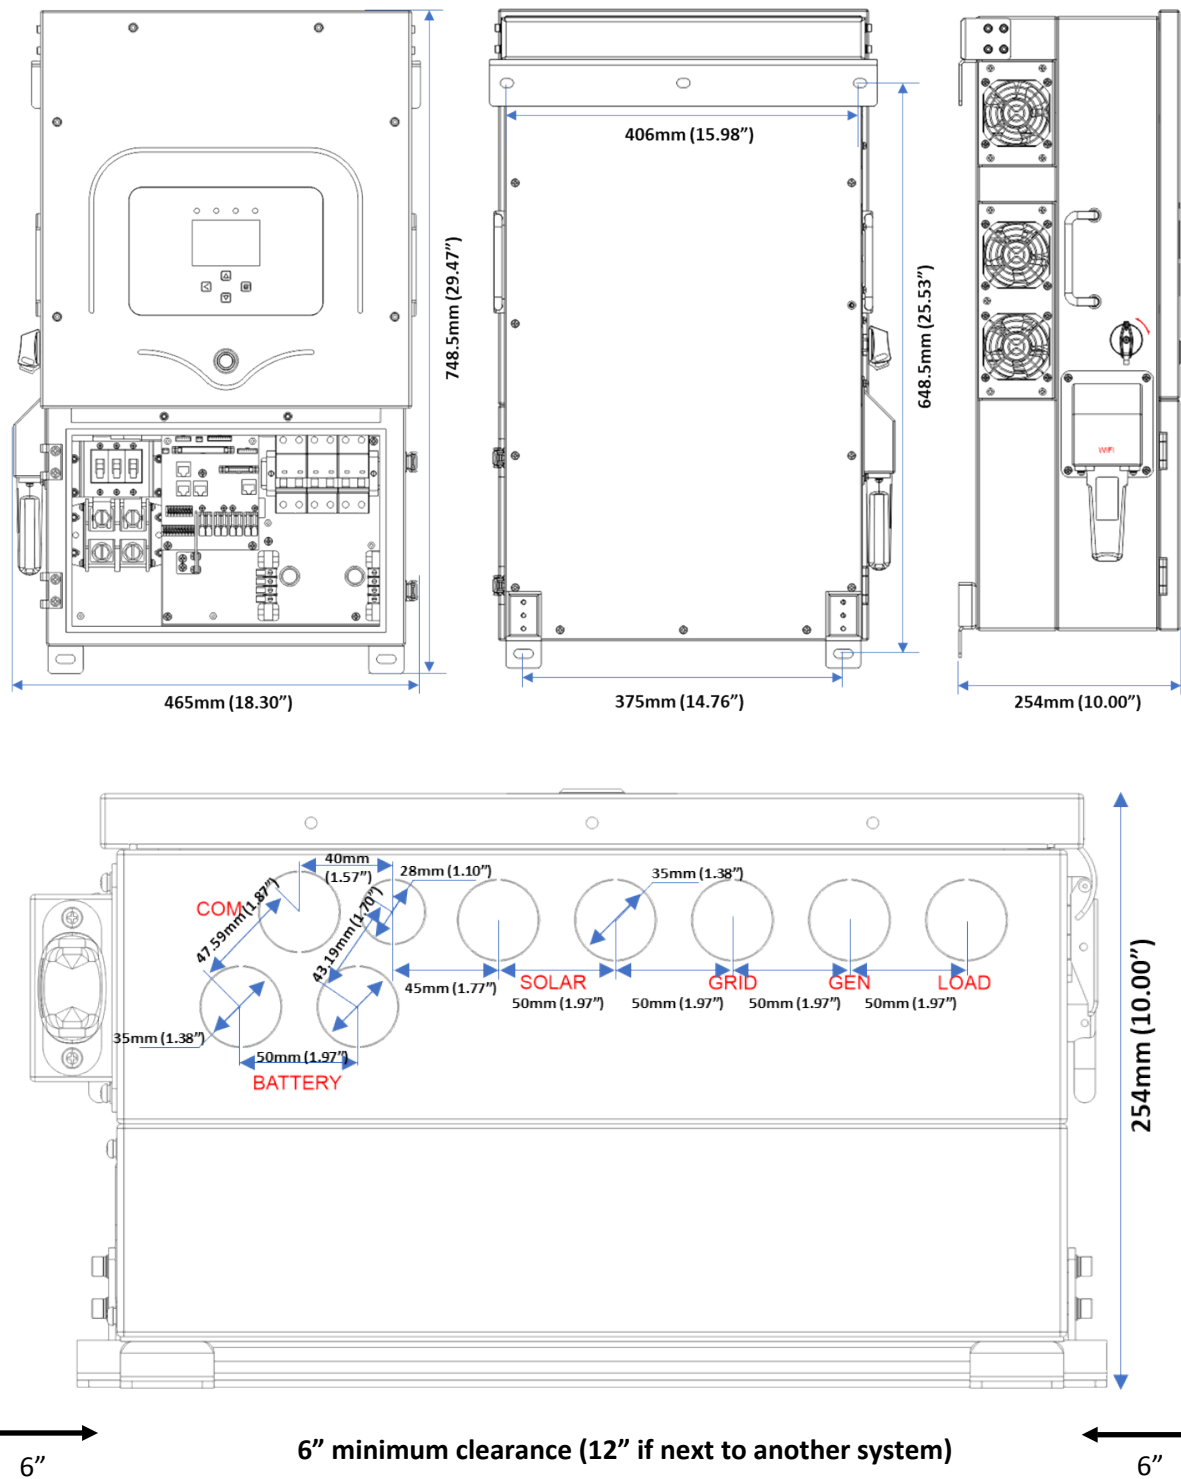 406mm (15.98”)
748.5mm (29.47”)
648.5mm (25.53”)
WIFI
465mm (18.30”)
375mm (14.76”)
254mm (10.00”)
40mm
(1.57”)
28mm (1.10”)
35mm (1.38”)
COM
47.59mm (1.87”)
43.19mm (1.70”)
45mm (1.77”)
SOLAR
GRID
GEN
LOAD
50mm (1.97”)
50mm (1.97”)
50mm (1.97”)
50mm (1.97”)
35mm (1.38”)
50mm (1.97”)
BATTERY
254mm (10.00”)
6” minimum clearance (12” if next to another system)
6”
6”